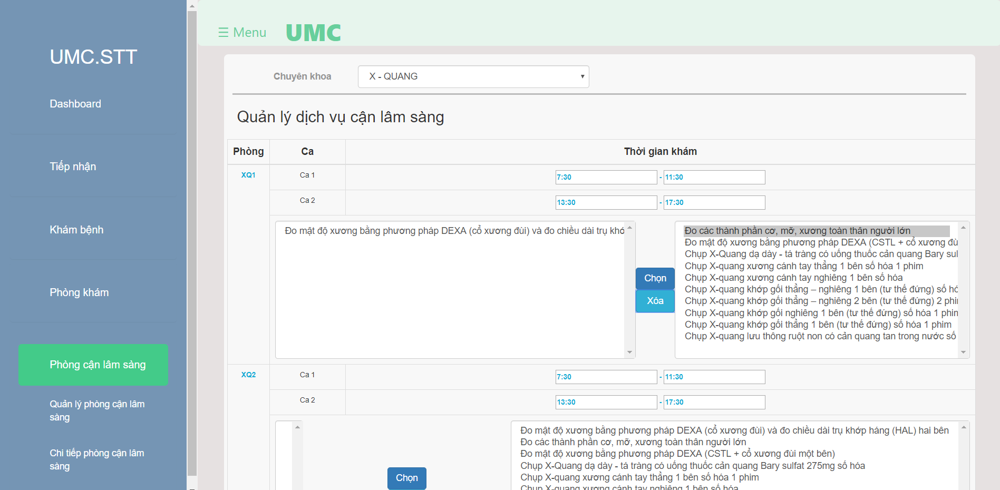 UMC.STT
Dashboard
Tiếp nhận
Khám bệnh
Phòng khám
Phòng cận lâm sàng
Quản lý phòng cận lâm
sàng
Chi tiếp phòng cận lâm
sàng
☰ Menu UMC
Chuyên khoa X - QUANG
Quản lý dịch vụ cận lâm sàng
Phòng Ca Thời gian khám
XQ1 Ca 1 7:30 - 11:30
Ca 2 13:30 - 17:30
Đo mật độ xương bằng phương pháp DEXA (cổ xương đùi) và đo chiều dài trụ khớ
Chọn
Xóa
Đo các thành phần cơ, mỡ, xương toàn thân người lớn
Đo mật độ xương bằng phương pháp DEXA (CSTL + cổ xương đù
Chụp X-Quang dạ dày - tá tràng có uống thuốc cản quang Bary sul
Chụp X-quang xương cánh tay thẳng 1 bên số hóa 1 phim
Chụp X-quang xương cánh tay nghiêng 1 bên số hóa
Chụp X-quang khớp gối thẳng – nghiêng 1 bên (tư thế đứng) số hó
Chụp X-quang khớp gối thẳng – nghiêng 2 bên (tư thế đứng) 2 phi
Chụp X-quang khớp gối nghiêng 1 bên (tư thế đứng) số hóa 1 phim
Chụp X-quang khớp gối thẳng 1 bên (tư thế đứng) số hóa 1 phim
Chụp X-quang lưu thông ruột non có cản quang tan trong nước số
XQ2 Ca 1 7:30 - 11:30
Ca 2 13:30 - 17:30
Chọn
Đo mật độ xương bằng phương pháp DEXA (cổ xương đùi) và đo chiều dài trụ khớp háng (HAL) hai bên
Đo các thành phần cơ, mỡ, xương toàn thân người lớn
Đo mật độ xương bằng phương pháp DEXA (CSTL + cổ xương đùi một bên)
Chụp X-Quang dạ dày - tá tràng có uống thuốc cản quang Bary sulfat 275mg số hóa
Chụp X-quang xương cánh tay thẳng 1 bên số hóa 1 phim
Chụp X-quang xương cánh tay nghiêng 1 bên số hóa